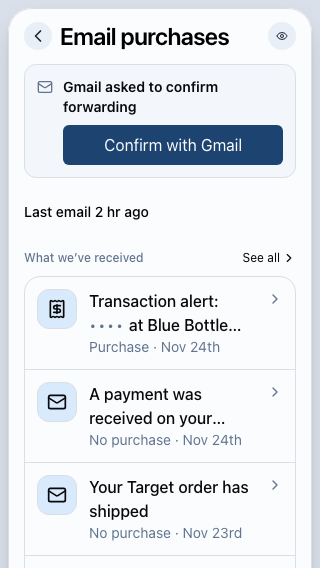 Email purchases
Gmail asked to confirm
forwarding
Confirm with Gmail
Last email 2 hr ago
What we've received
See all
Transaction alert:
•••• at Blue Bottle...
Purchase · Nov 24th
A payment was
received on your...
No purchase · Nov 24th
Your Target order has
shipped
No purchase · Nov 23rd